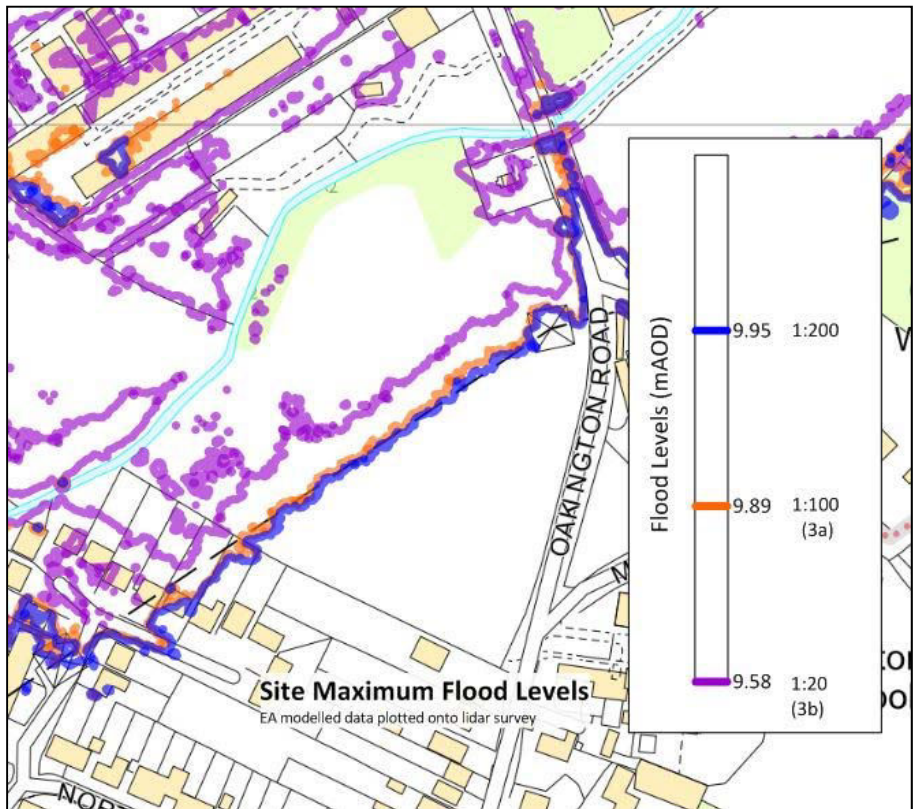 OAKINGTON ROAD
Flood Levels (mAOD)
9.95 1:200
9.89 1:100
(3a)
9.58 1:20
(3b)
Site Maximum Flood Levels
EA modelled data plotted onto lidar survey